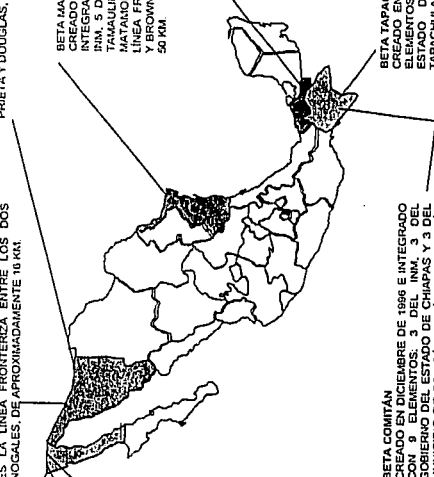 ES LA LÍNEA FRONTERIZA ENTRE LOS DOS
NOGALES, DE APROXIMADAMENTE 16 KM.
PRIETA Y DOUGLAS,
BETA MA
CREADO
INTEGRA
INM, 5 D
TAMAULI
MATAMO
LÍNEA FR
Y BROWN
50 KM.
BETA COMITÁN
CREADO EN DICIEMBRE DE 1996 E INTEGRADO
CON 9 ELEMENTOS: 3 DEL INM, 3 DEL
GOBIERNO DEL ESTADO DE CHIAPAS Y 3 DEL
BETA TAPA
CREADO EN
ELEMENTOS
ESTADO D